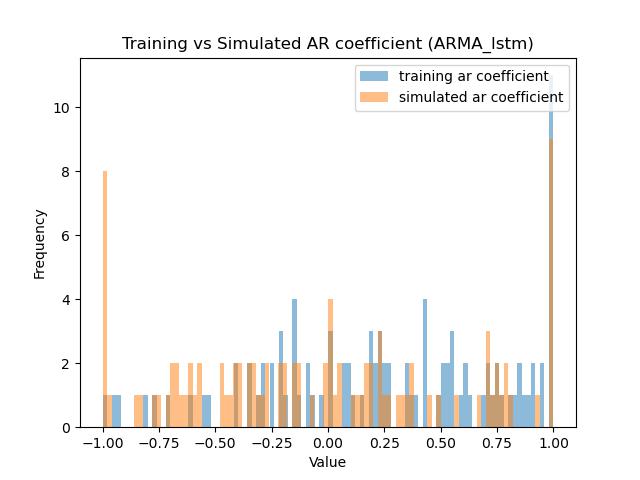 Training vs Simulated AR coefficient (ARMA_lstm)
training ar coefficient
simulated ar coefficient
10
8
6
4
2
0
Frequency
−1.00 −0.75 −0.50 −0.25 0.00 0.25 0.50 0.75 1.00
Value